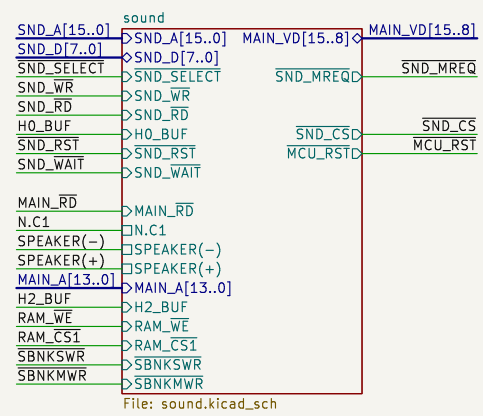 sound
SND_A[15..0] SND_A[15..0] MAIN_VD[15..8] MAIN_VD[15..8]
SND_D[7..0] SND_D[7..0]
SND_SELECT SND_SELECT SND_MREQ SND_MREQ
SND_WR SND_WR
SND_RD SND_RD
H0_BUF H0_BUF SND_CS SND_CS
SND_RST SND_RST MCU_RST MCU_RST
SND_WAIT SND_WAIT
MAIN_RD MAIN_RD
N.C1 N.C1
SPEAKER(-) SPEAKER(-)
SPEAKER(+) SPEAKER(+)
MAIN_A[13..0] MAIN_A[13..0]
H2_BUF H2_BUF
RAM_WE RAM_WE
RAM_CS1 RAM_CS1
SBNKSWR SBNKSWR
SBNKMWR SBNKMWR
File: sound.kicad_sch